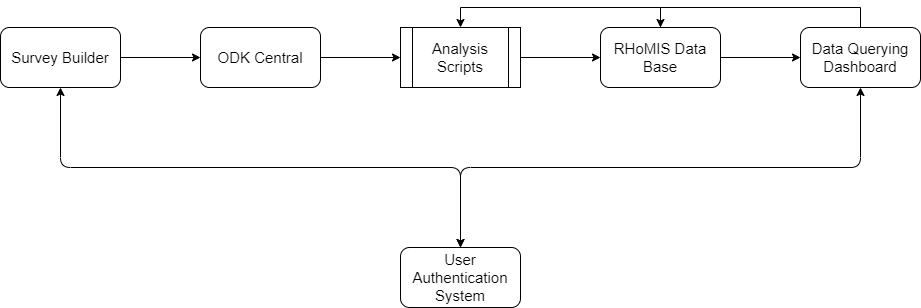 Survey Builder
ODK Central
Analysis
Scripts
RHoMIS Data
Base
Data Querying
Dashboard
User
Authentication
System